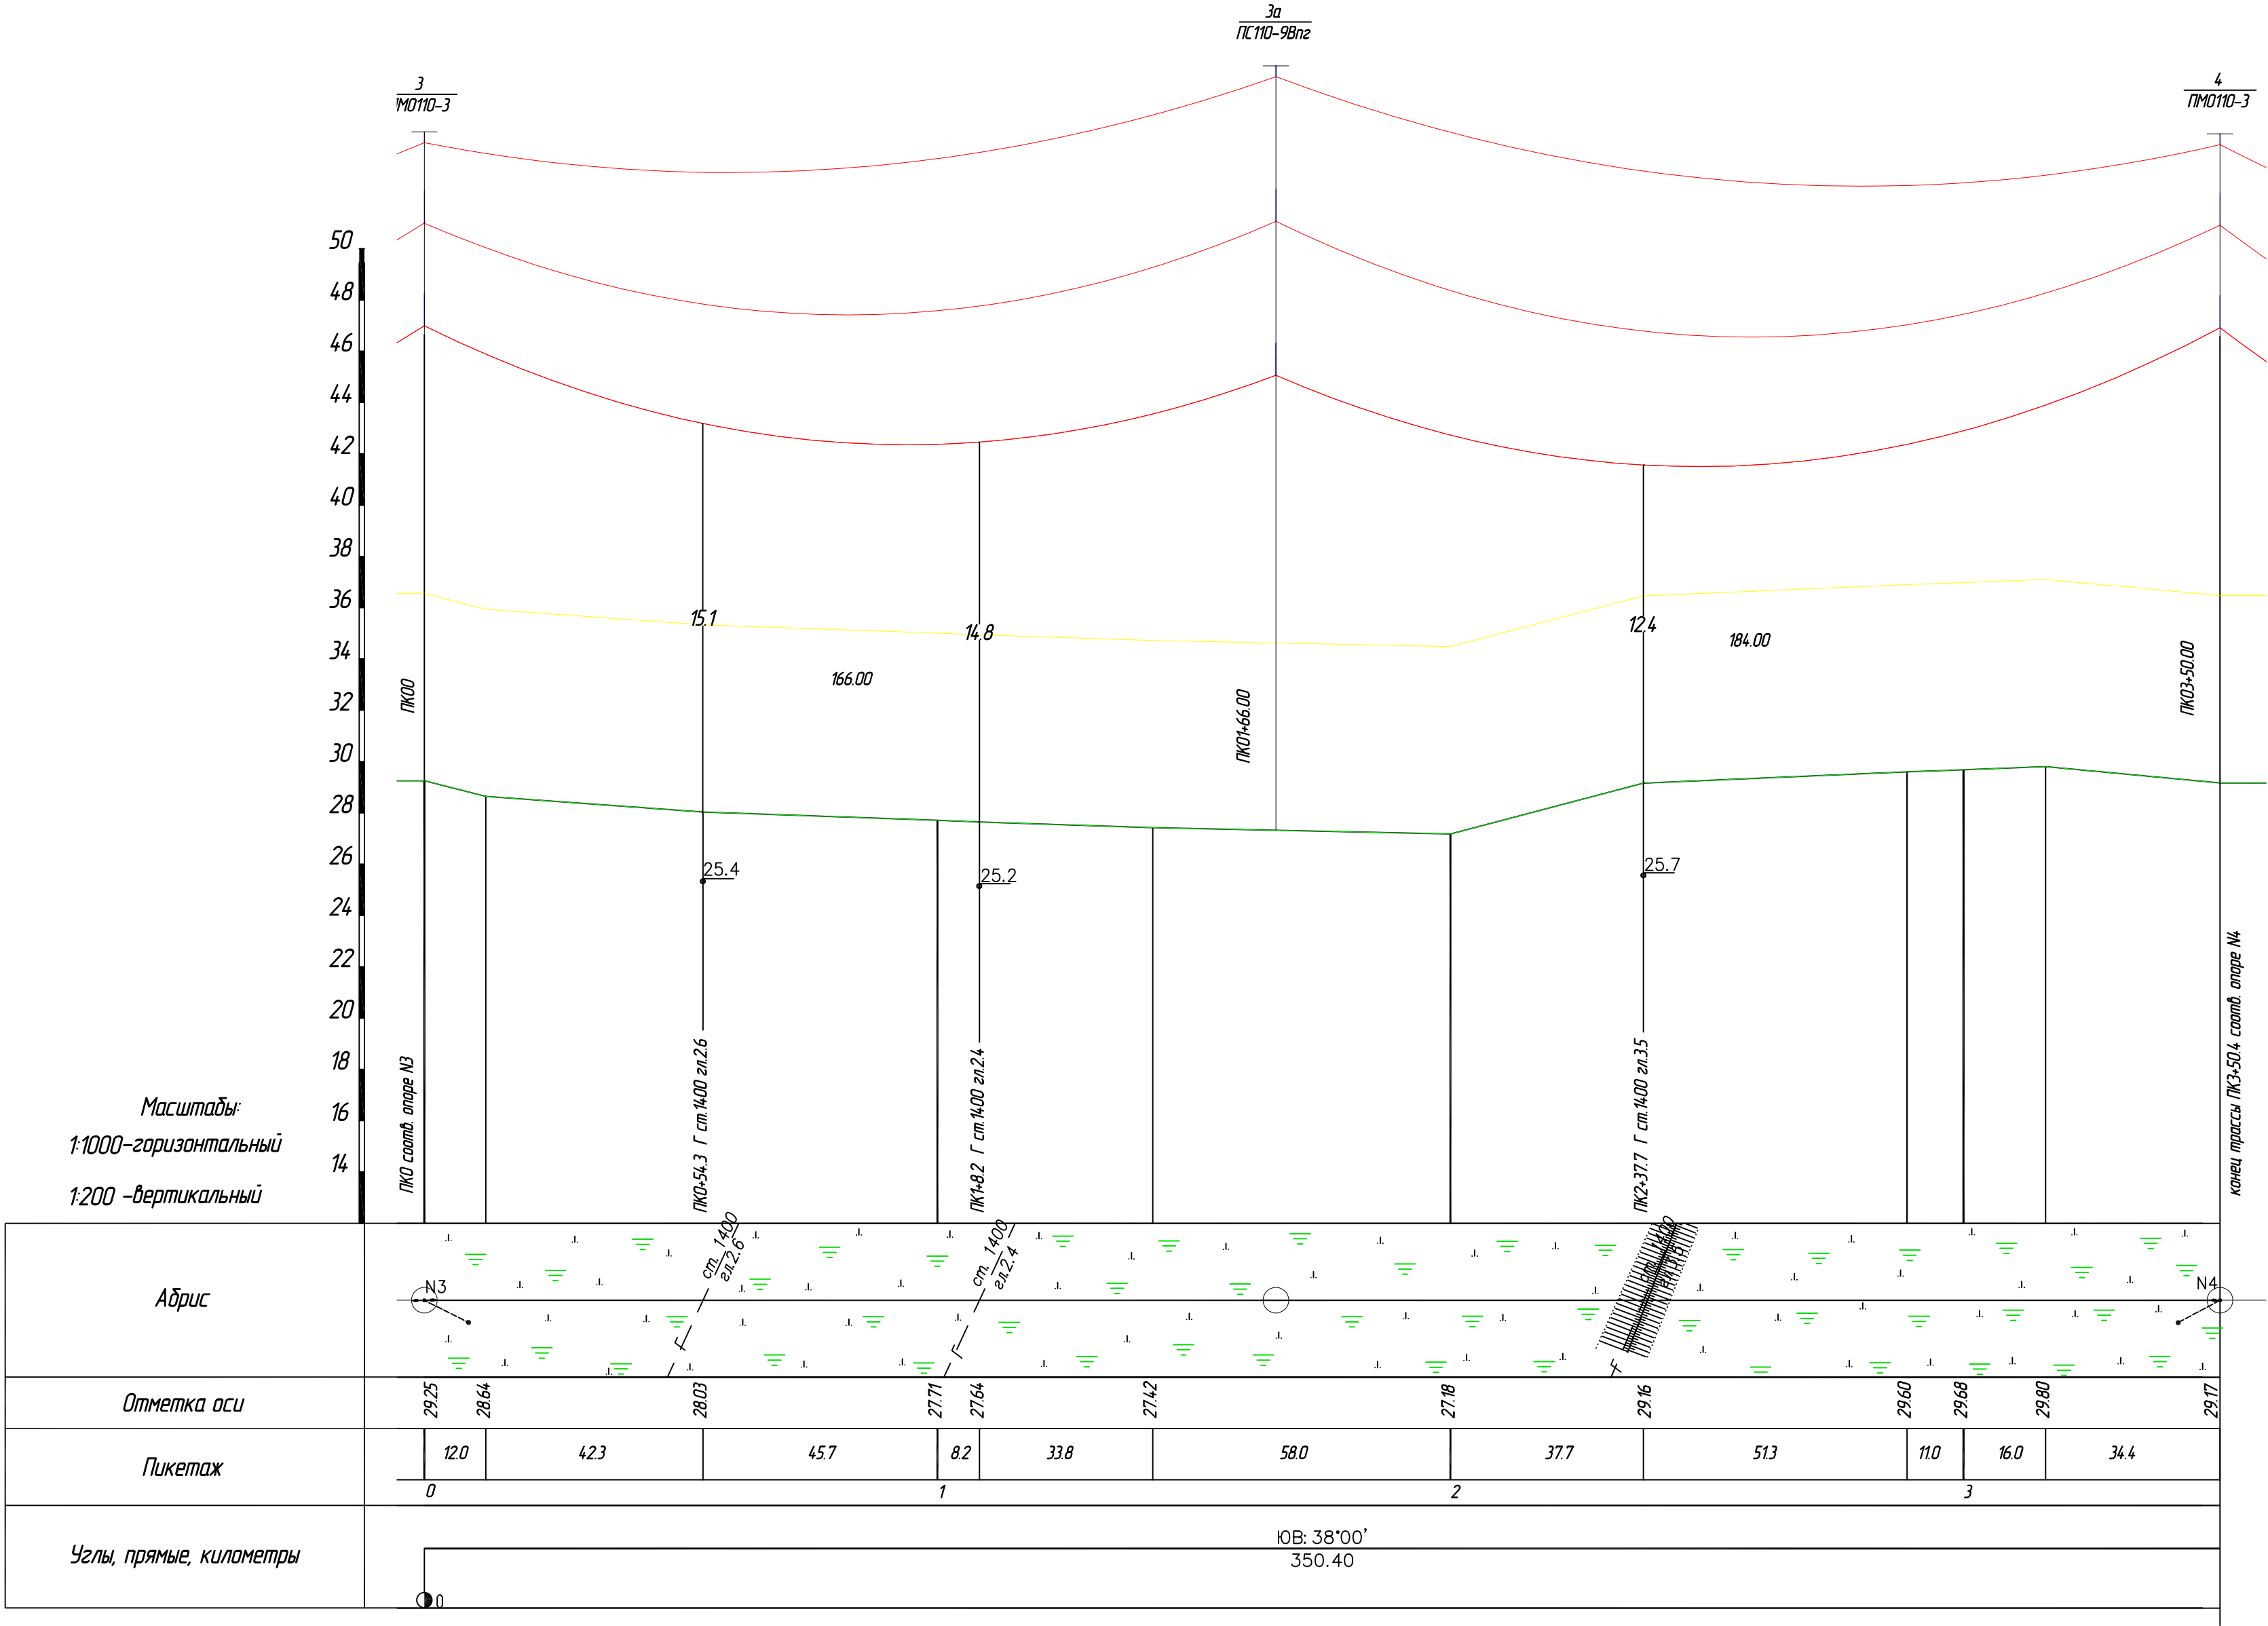 3а
ПС110-9Впг
3
ПМ0110-3
4
ПМ0110-3
50
48
46
44
42
40
38
36
34
32
30
28
26
24
22
20
18
16
14
15.1
14.8
12.4
166.00
184.00
ПК00
ПК01+66.00
ПК03+50.00
25.4
25.2
25.7
ПК0 соотв. опоре N3
ПК0+54.3 Г ст.1400 гл.2.6
ПК1+8.2 Г ст.1400 гл.2.4
ПК2+37.7 Г ст.1400 гл.3.5
конец трассы ПК3+50.4 соотв. опоре N4
Масштабы:
1:1000-горизонтальный
1:200 -вертикальный
Абрис
N3
ст. 1400
гл.2.6
ст. 1400
гл.2.4
ст. 1400
N4
Отметка оси
29.25 28.64 28.03 27.71 27.64 27.42 27.18 29.16 29.60 29.68 29.80 29.17
Пикетаж
12.0 42.3 45.7 8.2 33.8 58.0 37.7 51.3 11.0 16.0 34.4
0 1 2 3
Углы, прямые, километры
ЮВ: 38°00'
350.40
0